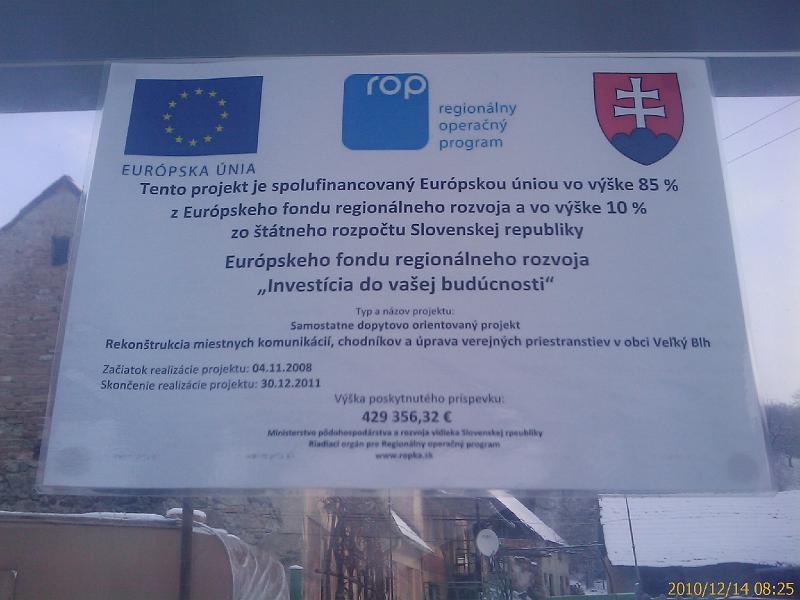 rop
regionálny
operačný
program
EURÓPSKA ÚNIA
Tento projekt je spolufinancovaný Európskou úniou vo výške 85 %
z Európskeho fondu regionálneho rozvoja a vo výške 10 %
zo štátneho rozpočtu Slovenskej republiky
Európskeho fondu regionálneho rozvoja
„Investícia do vašej budúcnosti“
Typ a názov projektu:
Samostatne dopytovo orientovaný projekt
Rekonštrukcia miestnych komunikácií, chodníkov a úprava verejných priestranstiev v obci Veľký Blh
Začiatok realizácie projektu: 04.11.2008
Skončenie realizácie projektu: 30.12.2011
Výška poskytnutého príspevku:
429 356,32 €
Ministerstvo pôdohospodárstva a rozvoja vidieka Slovenskej rpeubliky
Riadiaci orgán pre Regionálny operačný program
www.ropka.sk
2010/12/14 08:25